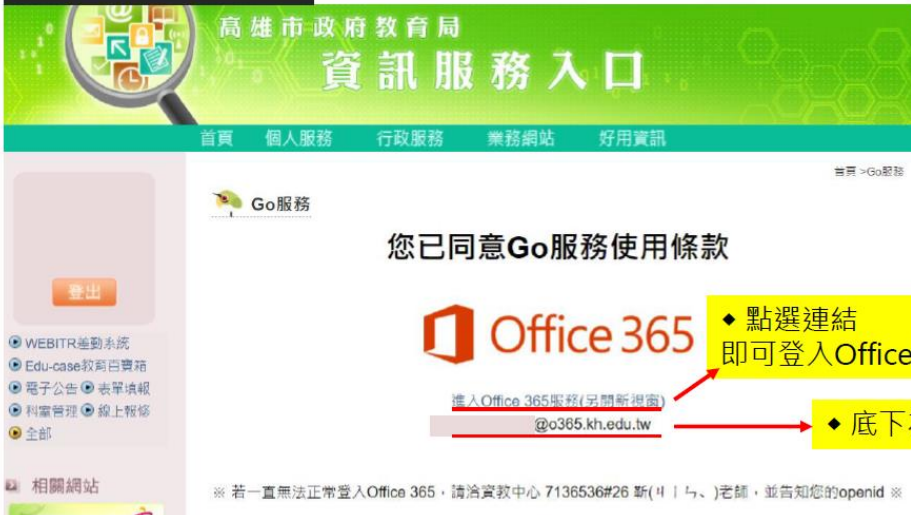 高雄市政府教育局
資訊服務入口
首頁 個人服務 行政服務 業務網站 好用資訊
首頁 >Go服務
Go服務
您已同意Go服務使用條款
登出
Office 365
◆ 點選連結
即可登入Office
WEBITR差勤系統
Edu-case教育百寶箱
電子公告 表單填報
科室管理 線上報修
全部
進入Office 365服務(另開新視窗)
@o365.kh.edu.tw
◆ 底下
相關網站
※ 若一直無法正常登入Office 365，請洽資教中心 7136536#26 靳(ㄐㄧㄣˋ)老師，並告知您的openid ※